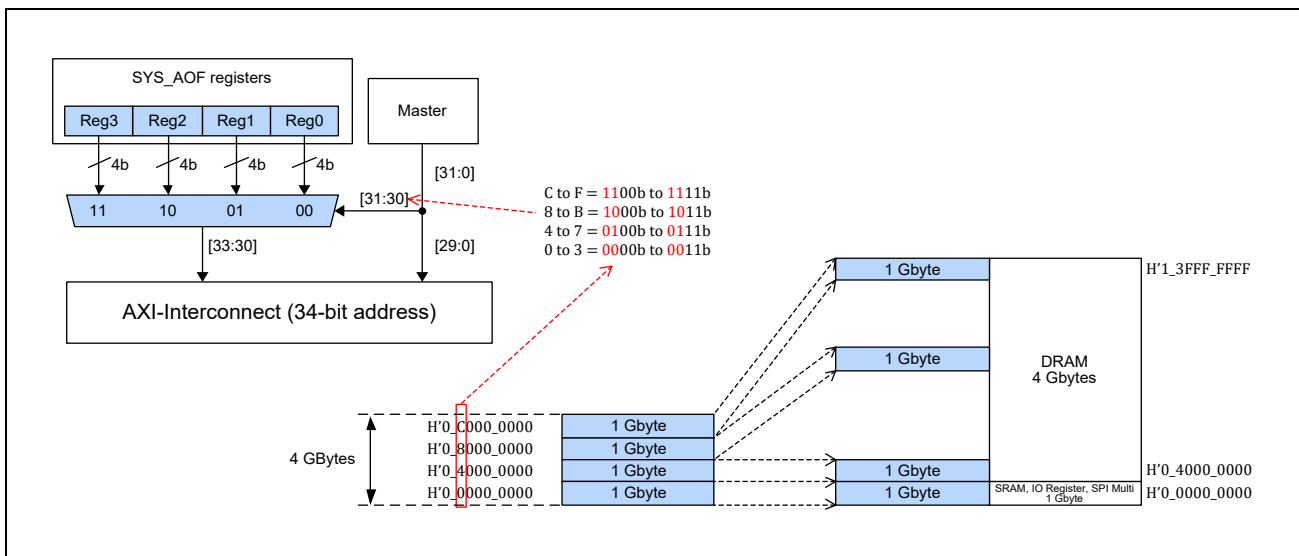 SYS_AOF registers
Reg3 Reg2 Reg1 Reg0
Master
4b 4b 4b 4b
[31:0]
[31:30]
11 10 01 00
[33:30]
[29:0]
AXI-Interconnect (34-bit address)
C to F = 1100b to 1111b
8 to B = 1000b to 1011b
4 to 7 = 0100b to 0111b
0 to 3 = 0000b to 0011b
4 GBytes
H'0_C000_0000
H'0_8000_0000
H'0_4000_0000
H'0_0000_0000
1 Gbyte
1 Gbyte
1 Gbyte
1 Gbyte
1 Gbyte
1 Gbyte
1 Gbyte
1 Gbyte
DRAM
4 Gbytes
SRAM, IO Register, SPI Multi
1 Gbyte
H'1_3FFF_FFFF
H'0_4000_0000
H'0_0000_0000